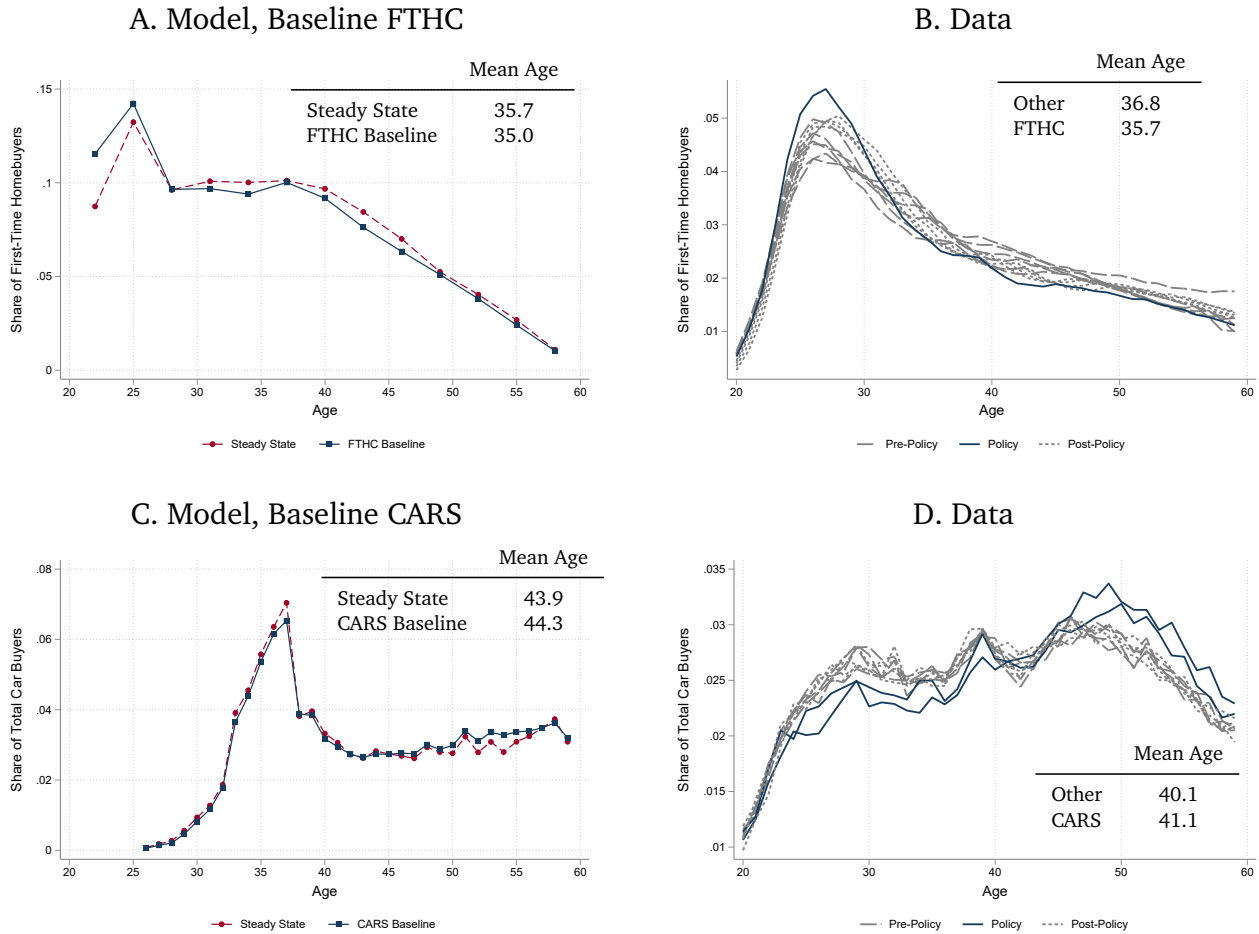 A. Model, Baseline FTHC
Mean Age
Steady State 35.7
FTHC Baseline 35.0
.15
.1
.05
0
Share of First-Time Homebuyers
20 25 30 35 40 45 50 55 60
Age
Steady State FTHC Baseline
B. Data
Mean Age
Other 36.8
FTHC 35.7
.05
.04
.03
.02
.01
Share of First-Time Homebuyers
20 30 40 50 60
Age
Pre-Policy Policy Post-Policy
C. Model, Baseline CARS
Mean Age
Steady State 43.9
CARS Baseline 44.3
.08
.06
.04
.02
0
Share of Total Car Buyers
20 25 30 35 40 45 50 55 60
Age
Steady State CARS Baseline
D. Data
.035
.03
.025
.02
.015
.01
Share of Total Car Buyers
Mean Age
Other 40.1
CARS 41.1
20 30 40 50 60
Age
Pre-Policy Policy Post-Policy